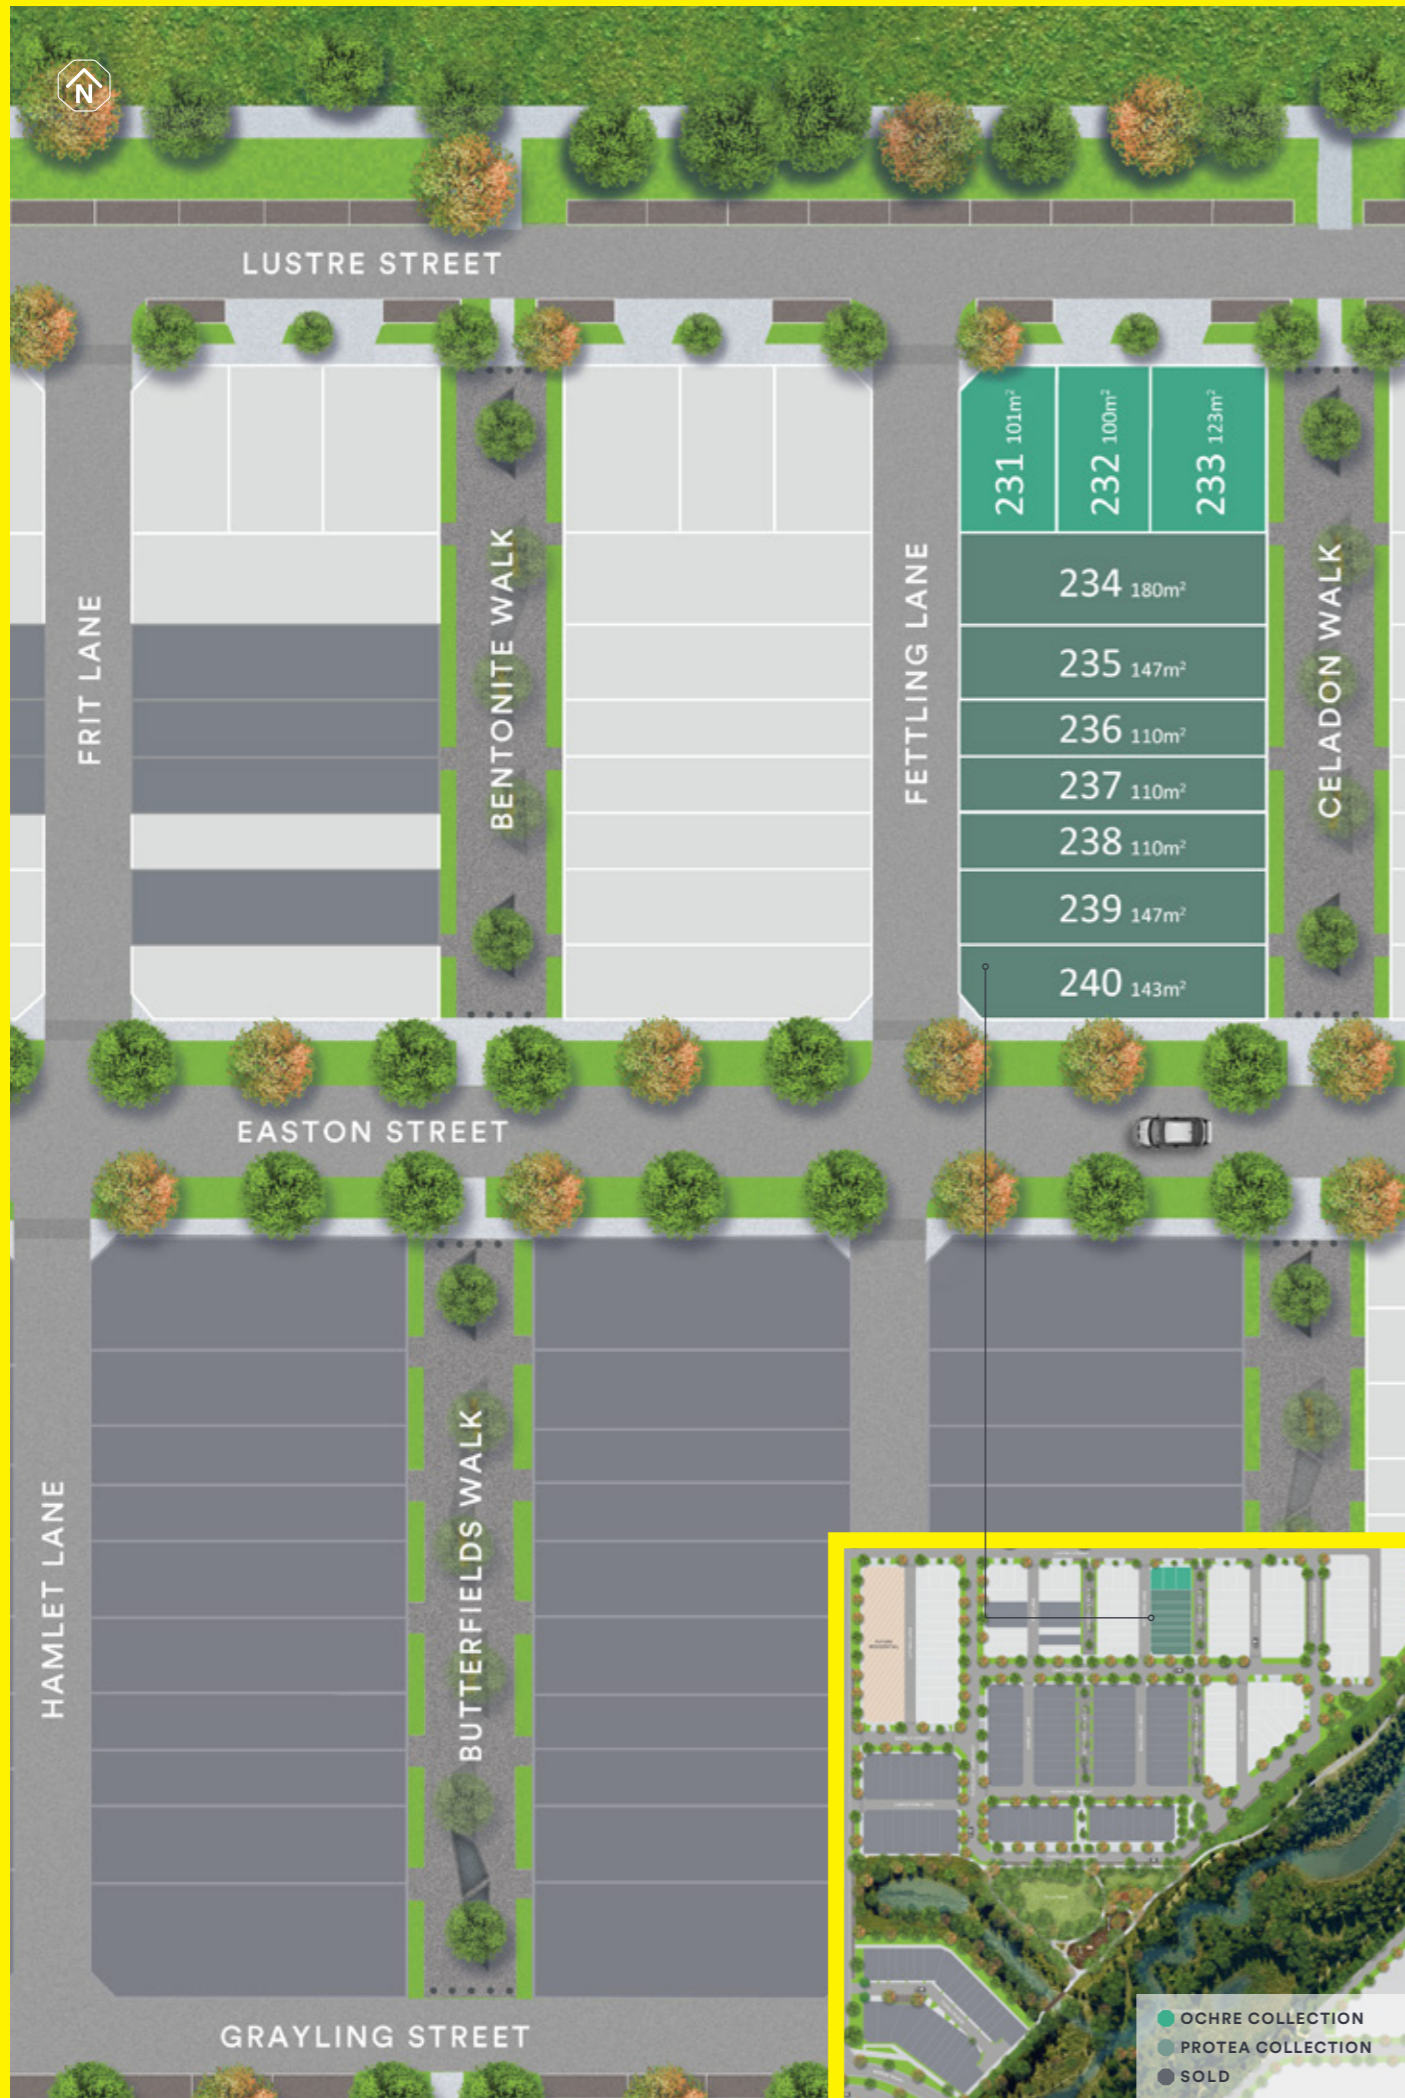 N
LUSTRE STREET
231 101m²
232 100m²
233 123m²
234 180m²
235 147m²
236 110m²
237 110m²
238 110m²
239 147m²
240 143m²
FRIT LANE
BENTONITE WALK
FETTLING LANE
CELADON WALK
EASTON STREET
HAMLET LANE
BUTTERFIELDS WALK
GRAYLING STREET
FUTURE
RESIDENTIAL
OCHRE COLLECTION
PROTEA COLLECTION
SOLD